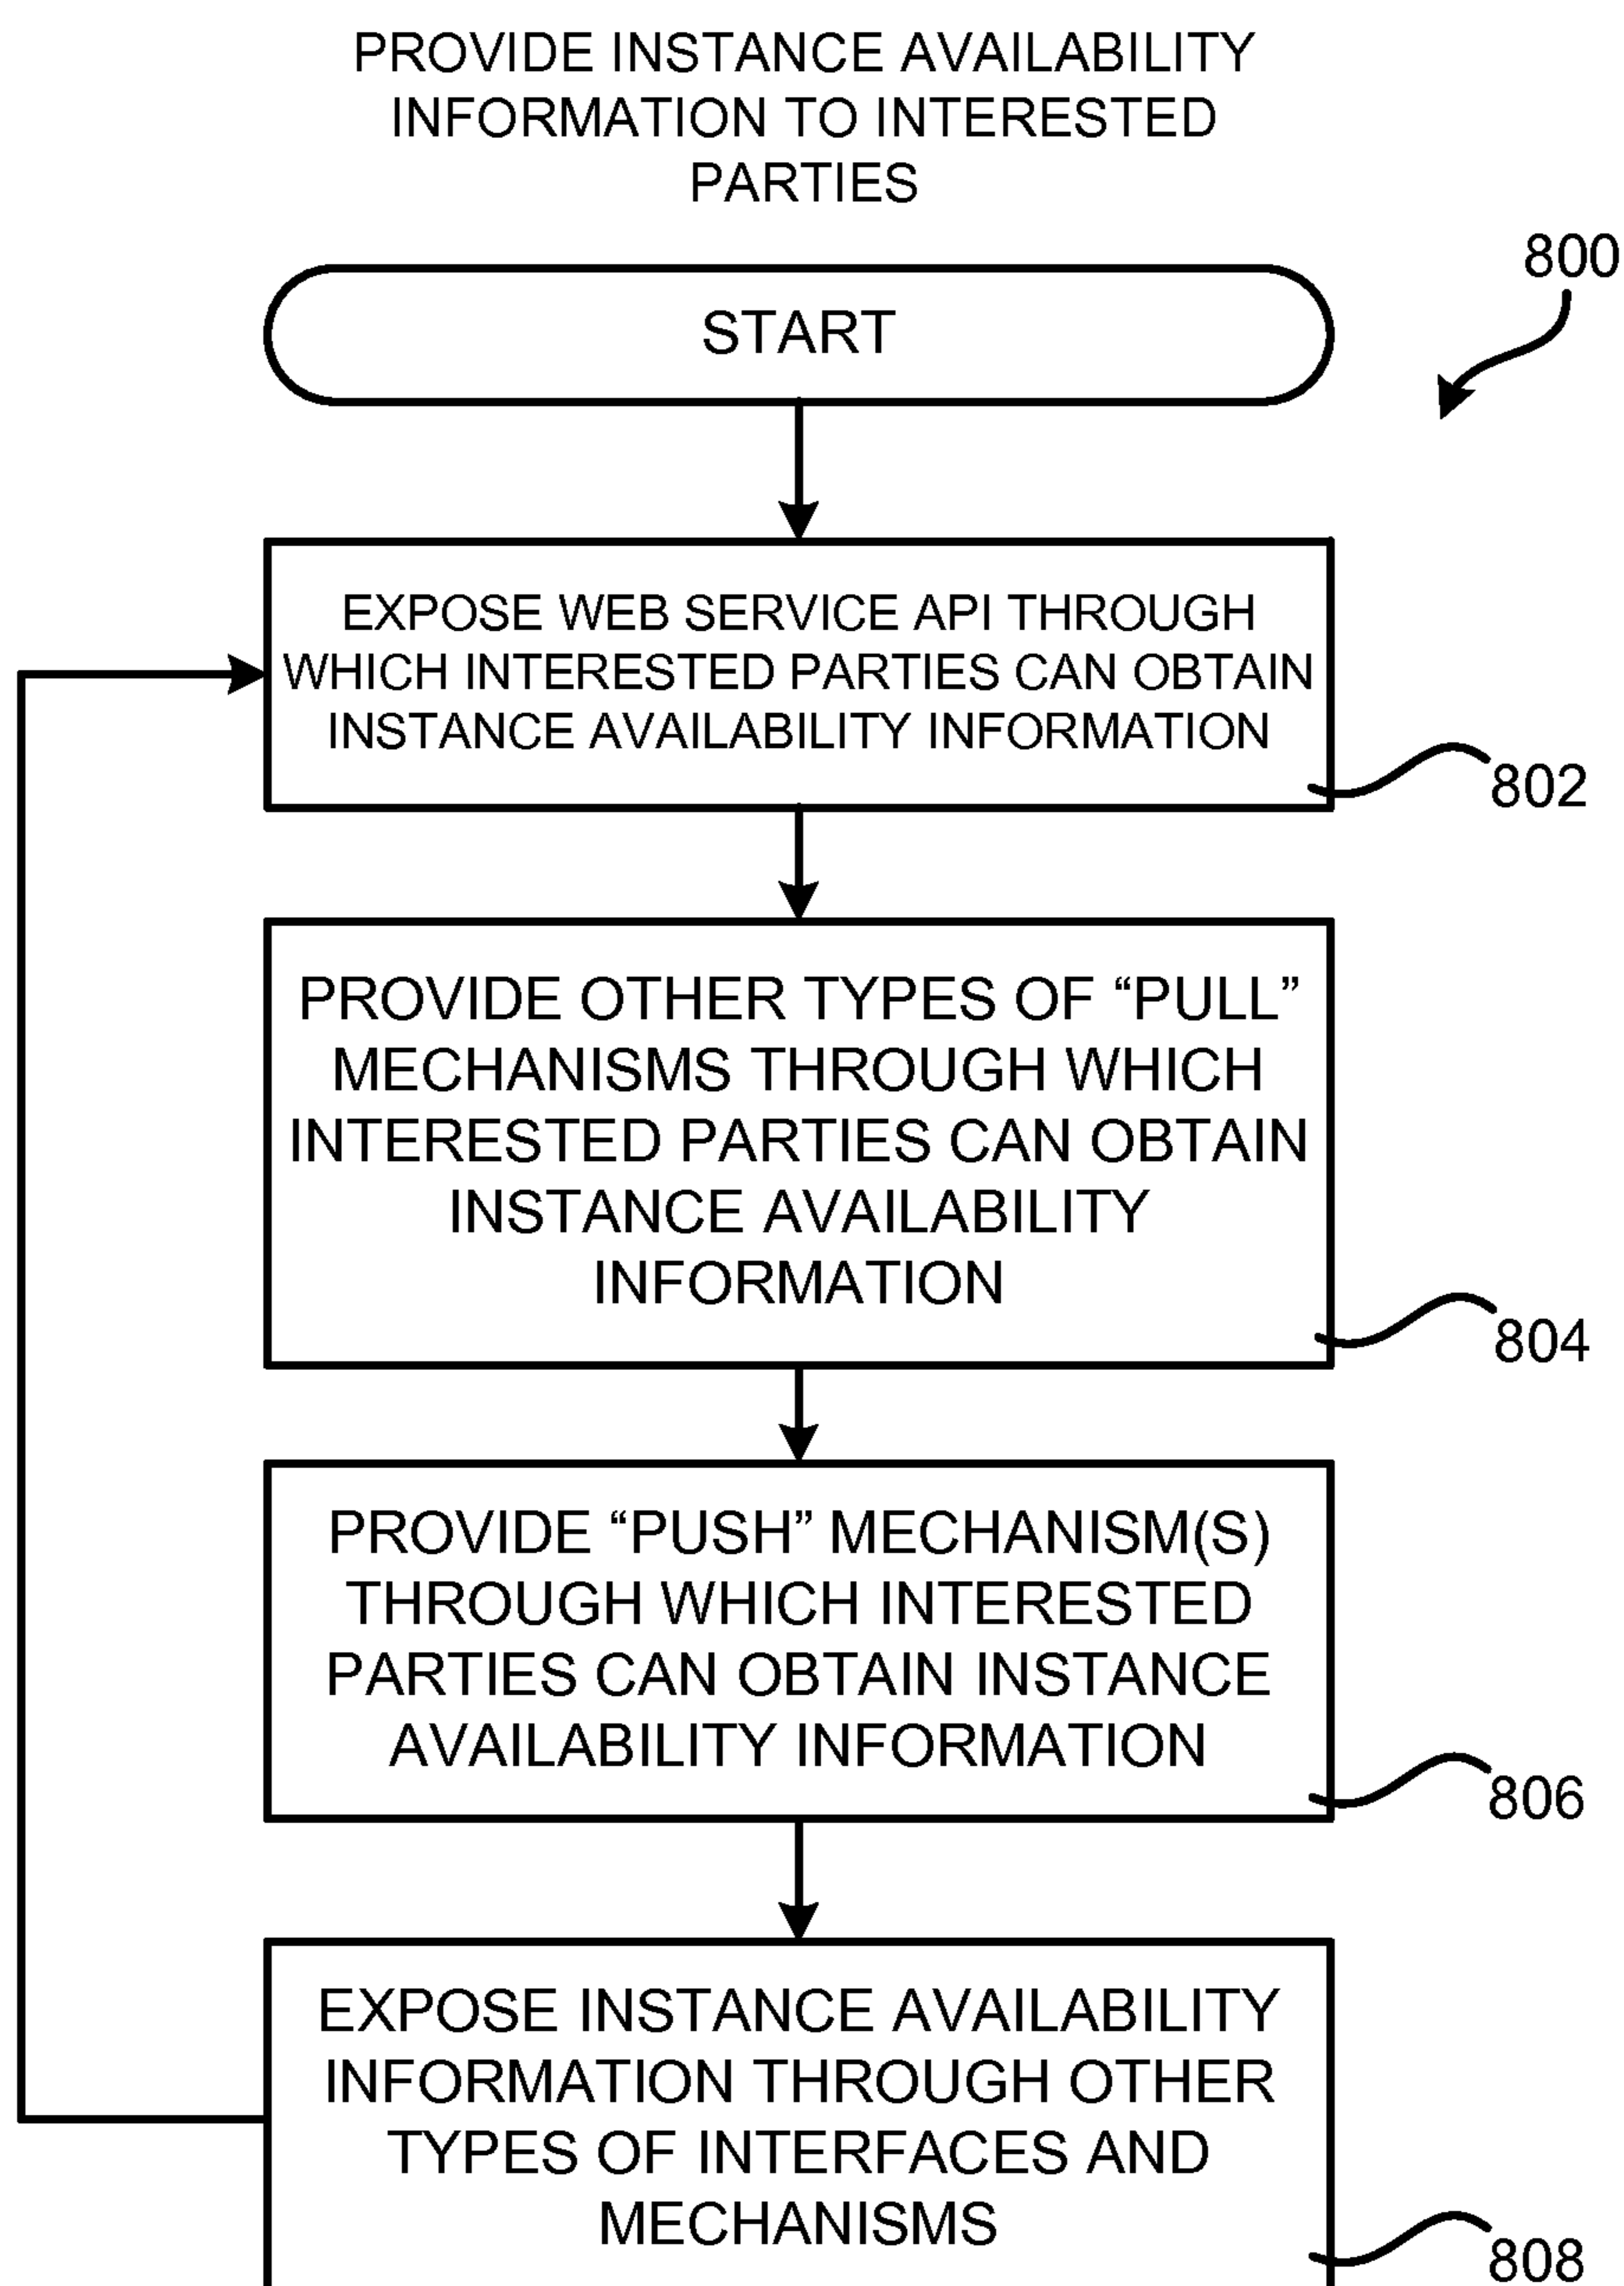 PROVIDE INSTANCE AVAILABILITY
INFORMATION TO INTERESTED
PARTIES
800
START
EXPOSE WEB SERVICE API THROUGH
WHICH INTERESTED PARTIES CAN OBTAIN
INSTANCE AVAILABILITY INFORMATION
802
PROVIDE OTHER TYPES OF “PULL”
MECHANISMS THROUGH WHICH
INTERESTED PARTIES CAN OBTAIN
INSTANCE AVAILABILITY
INFORMATION
804
PROVIDE “PUSH” MECHANISM(S)
THROUGH WHICH INTERESTED
PARTIES CAN OBTAIN INSTANCE
AVAILABILITY INFORMATION
806
EXPOSE INSTANCE AVAILABILITY
INFORMATION THROUGH OTHER
TYPES OF INTERFACES AND
MECHANISMS
808